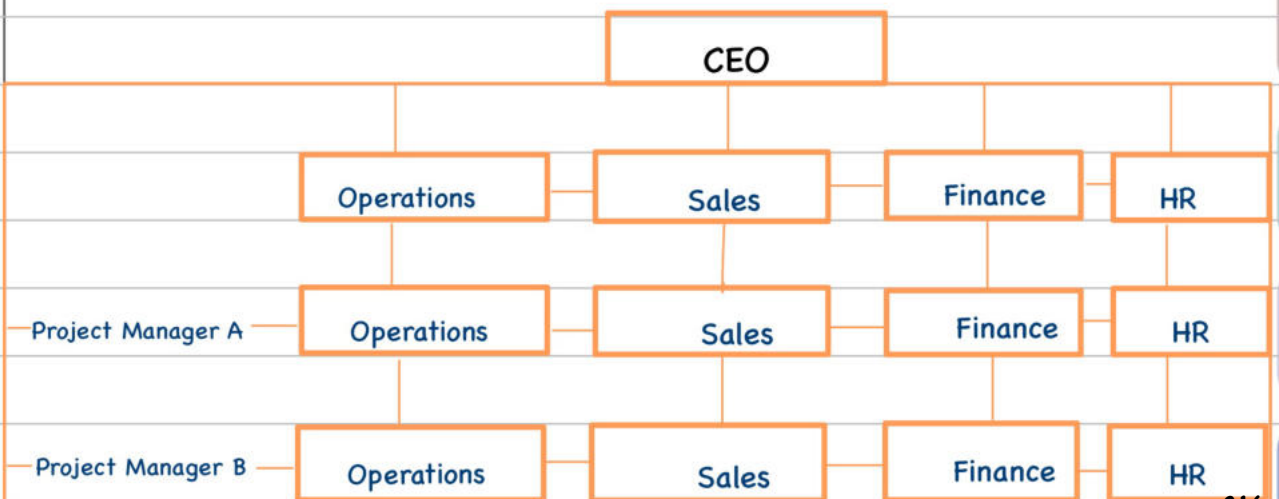 CEO
Operations Sales Finance HR
Project Manager A Operations Sales Finance HR
Project Manager B Operations Sales Finance HR